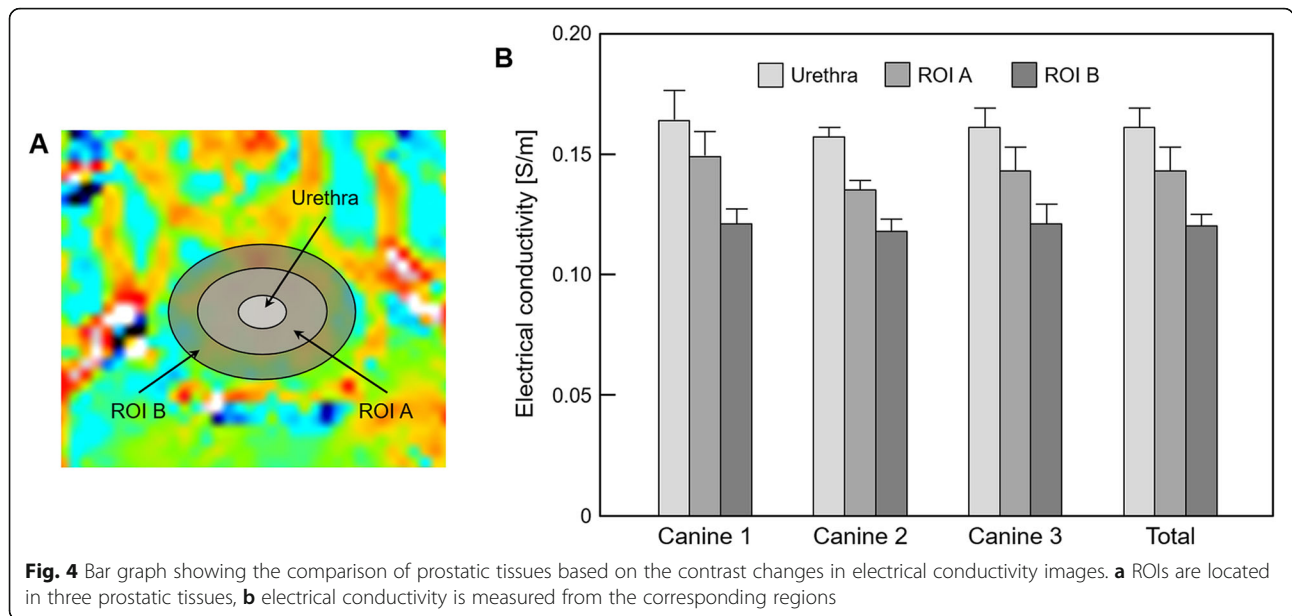 A
Urethra
ROI B
ROI A
B
Electrical conductivity [S/m]
0.20
0.15
0.10
0.05
0
Urethra
ROI A
ROI B
Canine 1
Canine 2
Canine 3
Total
Fig. 4 Bar graph showing the comparison of prostatic tissues based on the contrast changes in electrical conductivity images. a ROIs are located
in three prostatic tissues, b electrical conductivity is measured from the corresponding regions